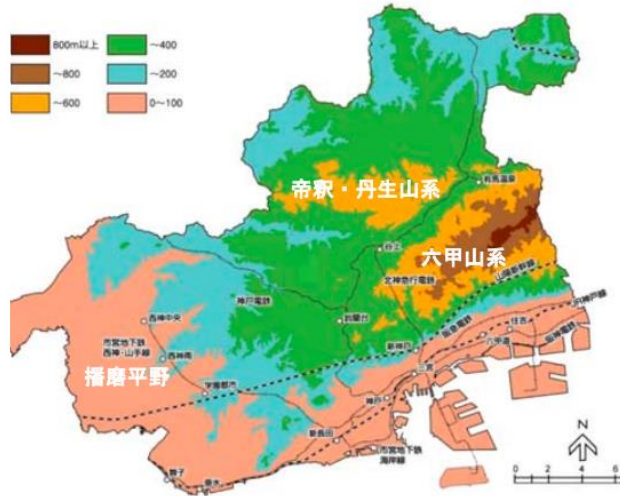 800m以上
~800
~600
~400
~200
0~100
帝釈・丹生山系
有馬温泉
六甲山系
谷上
北神急行電鉄
山陽新幹線
神戸電鉄
鈴蘭台
西神中央
市営地下鉄
西神・山手線
西神南
播磨平野
学園都市
新神戸
三宮
阪急電鉄
六甲道
住吉
JR神戸線
阪神電鉄
神戸
新長田
市営地下鉄
海岸線
舞子
垂水
N
0 2 4 6